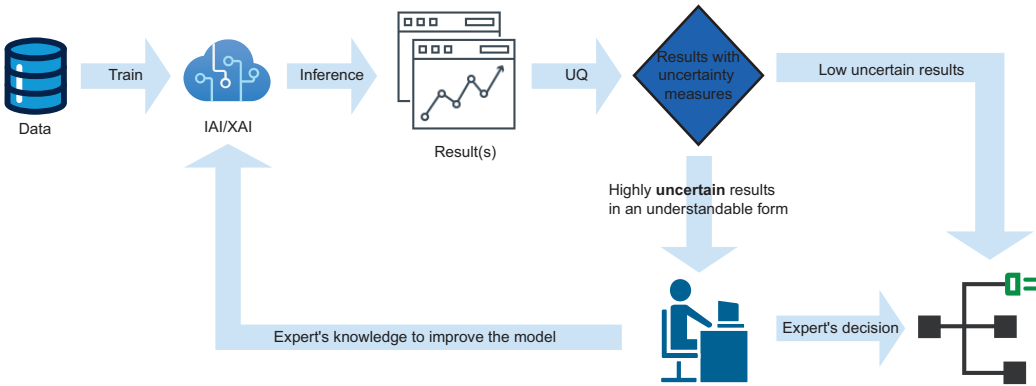 Data
Train
IAI/XAI
Inference
Result(s)
UQ
Results with
uncertainty
measures
Low uncertain results
Highly uncertain results
in an understandable form
Expert's knowledge to improve the model
Expert's decision